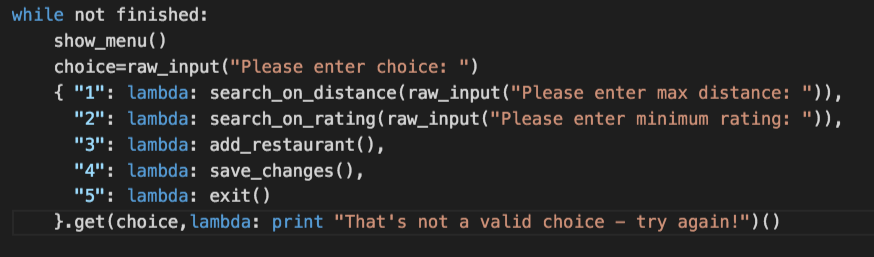 while not finished:
    show_menu()
    choice=raw_input("Please enter choice: ")
    { "1": lambda: search_on_distance(raw_input("Please enter max distance: ")),
      "2": lambda: search_on_rating(raw_input("Please enter minimum rating: ")),
      "3": lambda: add_restaurant(),
      "4": lambda: save_changes(),
      "5": lambda: exit()
    }.get(choice,lambda: print "That's not a valid choice – try again!")()